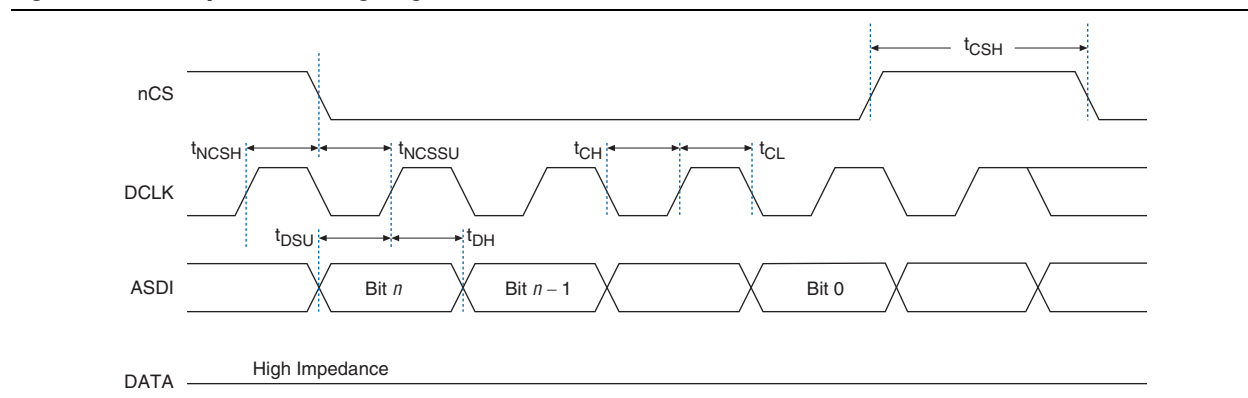 tCSH
nCS
tNCSH
tNCSSU
tCH
tCL
DCLK
tDSU
tDH
ASDI
Bit n
Bit n – 1
Bit 0
High Impedance
DATA